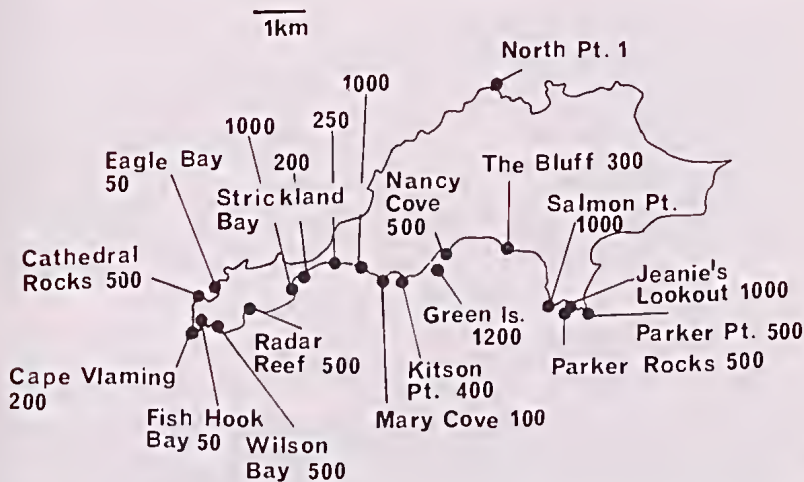 1km
North Pt. 1
1000
250
1000
200
Eagle Bay
50
Strickland
Bay
Nancy
Cove
500
The Bluff 300
Salmon Pt.
1000
Cathedral
Rocks 500
Jeanie's
Lookout 1000
Green Is.
1200
Radar
Reef 500
Parker Pt. 500
Parker Rocks 500
Kitson
Pt. 400
Cape Vlaming
200
Mary Cove 100
Fish Hook
Bay 50
Wilson
Bay 500